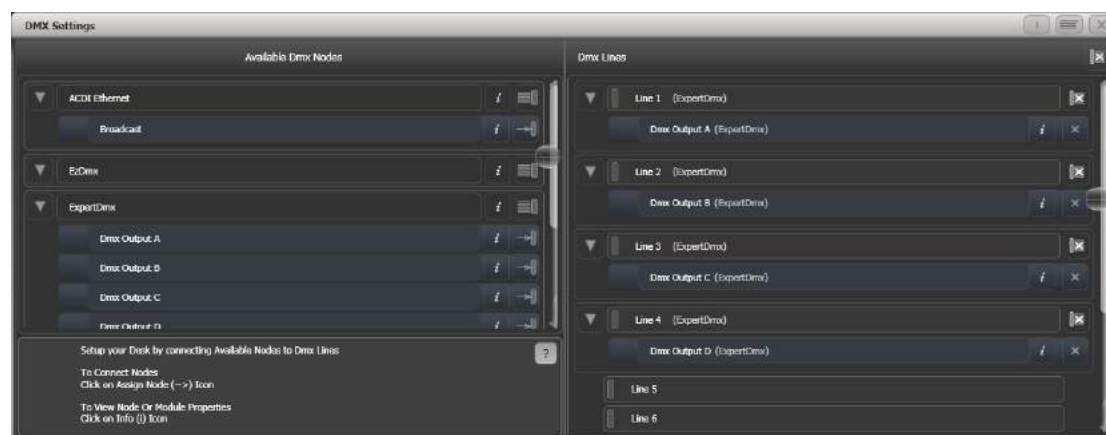 DMX Settings
Available Dmx Nodes
ACDI Ethernet
Broadcast
EzDmx
ExpertDmx
Dmx Output A
Dmx Output B
Dmx Output C
Dmx Output D
Setup your Desk by connecting Available Nodes to Dmx Lines
To Connect Nodes
Click on Assign Node (-->) Icon
To View Node Or Module Properties
Click on Info (i) Icon
?
Dmx Lines
Line 1 (ExpertDmx)
Dmx Output A (ExpertDmx)
Line 2 (ExpertDmx)
Dmx Output B (ExpertDmx)
Line 3 (ExpertDmx)
Dmx Output C (ExpertDmx)
Line 4 (ExpertDmx)
Dmx Output D (ExpertDmx)
Line 5
Line 6